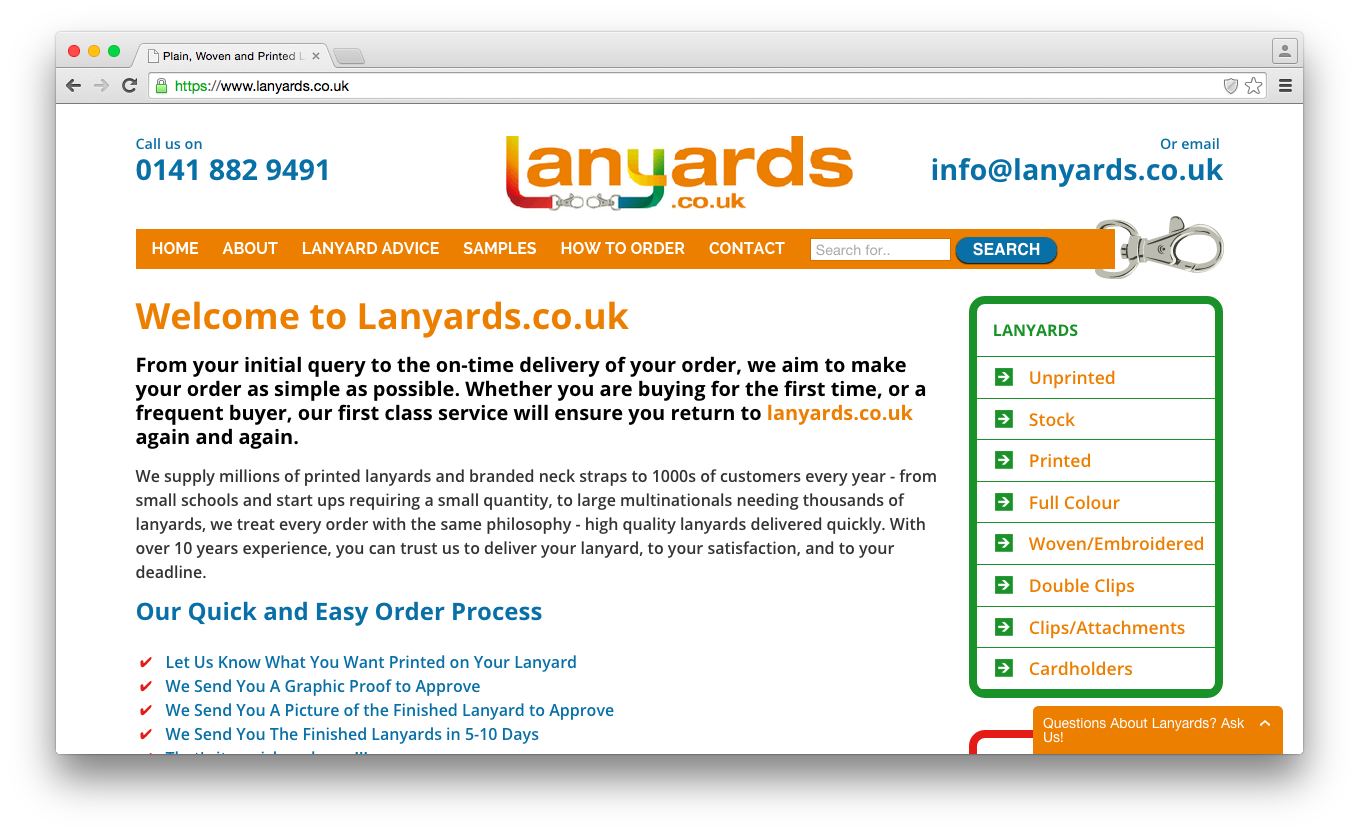 Plain, Woven and Printed L
https://www.lanyards.co.uk
Call us on
0141 882 9491
lanyards
.co.uk
Or email
info@lanyards.co.uk
HOME ABOUT LANYARD ADVICE SAMPLES HOW TO ORDER CONTACT Search for.. SEARCH
Welcome to Lanyards.co.uk
From your initial query to the on-time delivery of your order, we aim to make
your order as simple as possible. Whether you are buying for the first time, or a
frequent buyer, our first class service will ensure you return to lanyards.co.uk
again and again.
We supply millions of printed lanyards and branded neck straps to 1000s of customers every year - from
small schools and start ups requiring a small quantity, to large multinationals needing thousands of
lanyards, we treat every order with the same philosophy - high quality lanyards delivered quickly. With
over 10 years experience, you can trust us to deliver your lanyard, to your satisfaction, and to your
deadline.
Our Quick and Easy Order Process
Let Us Know What You Want Printed on Your Lanyard
We Send You A Graphic Proof to Approve
We Send You A Picture of the Finished Lanyard to Approve
We Send You The Finished Lanyards in 5-10 Days
LANYARDS
Unprinted
Stock
Printed
Full Colour
Woven/Embroidered
Double Clips
Clips/Attachments
Cardholders
Questions About Lanyards? Ask
Us!